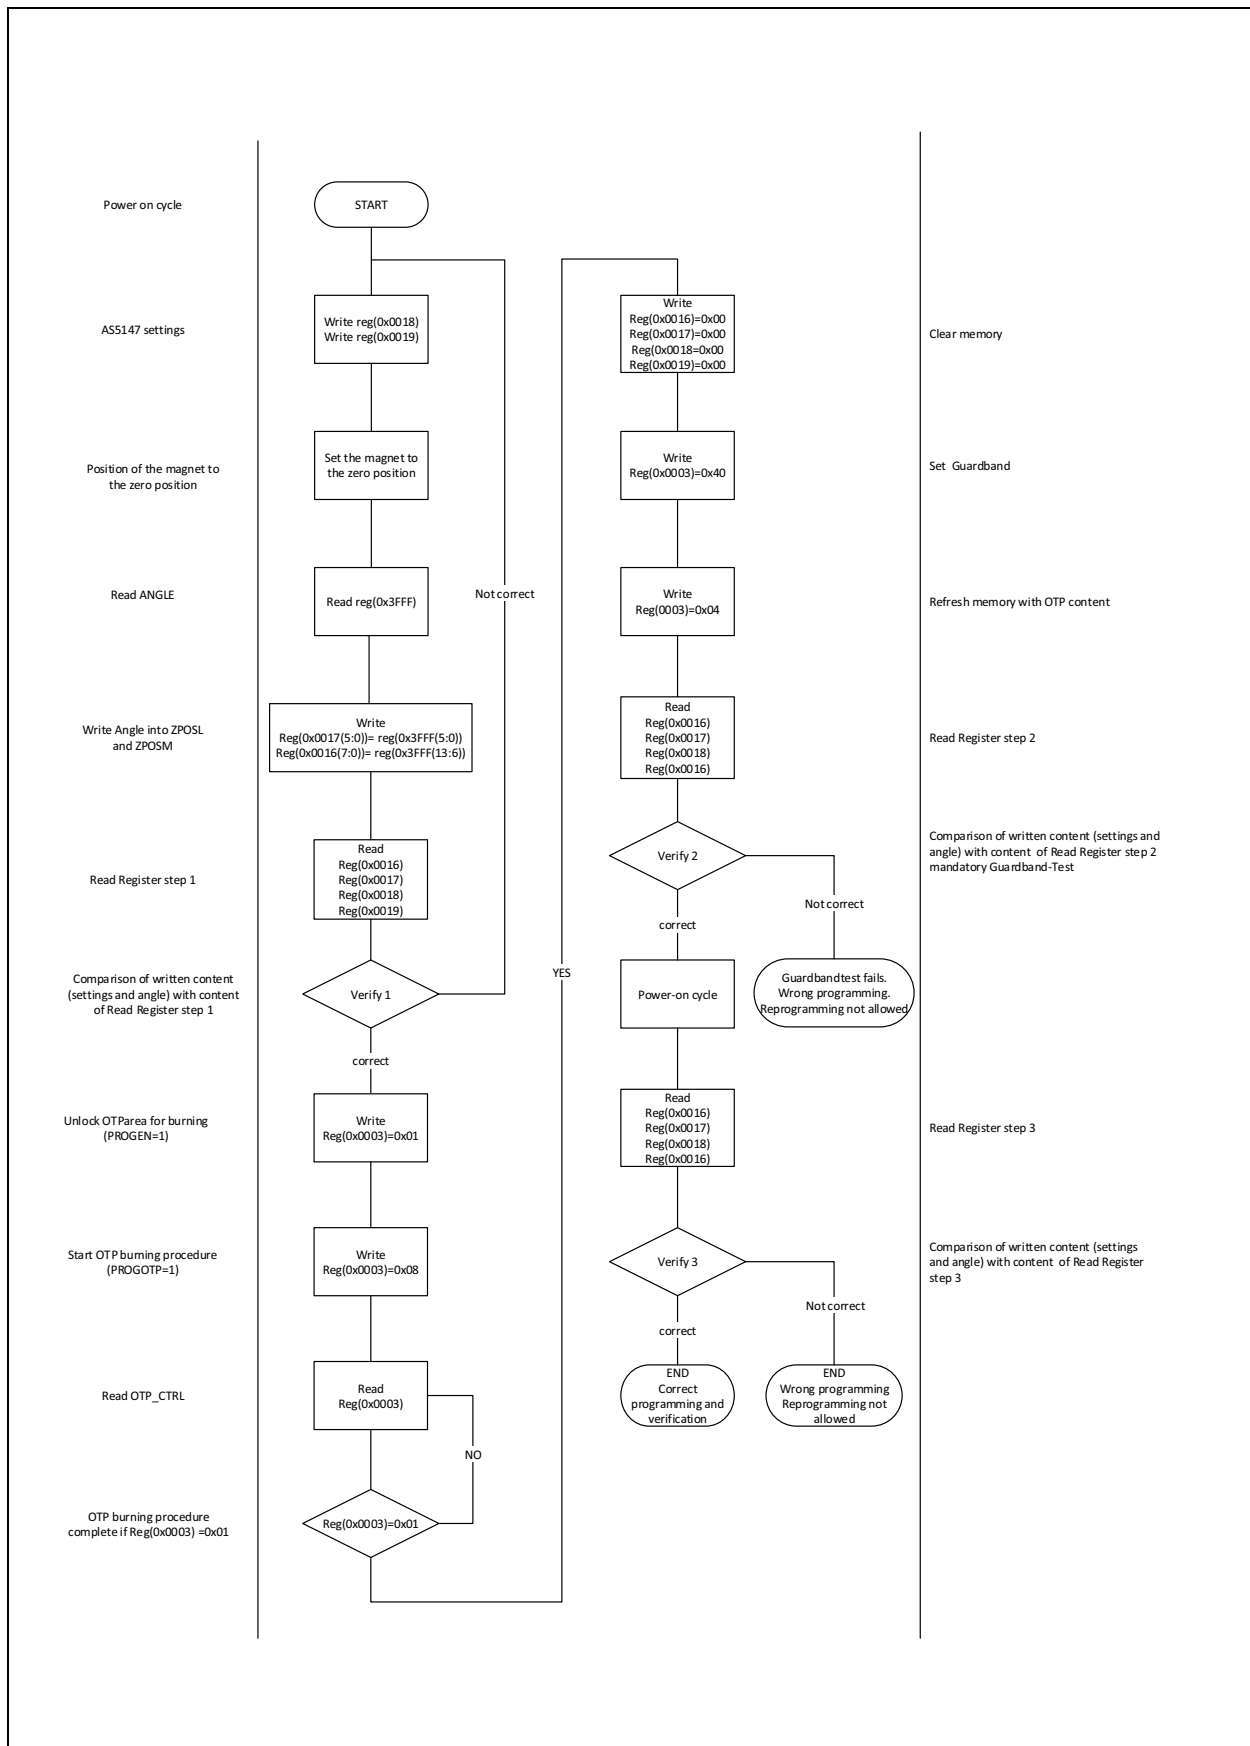 Power on cycle
START
AS5147 settings
Write reg(0x0018)
Write reg(0x0019)
Position of the magnet to
the zero position
Set the magnet to
the zero position
Read ANGLE
Read reg(0x3FFF)
Not correct
Write Angle into ZPOSL
and ZPOSM
Write
Reg(0x0017(5:0))= reg(0x3FFF(5:0))
Reg(0x0016(7:0))= reg(0x3FFF(13:6))
Read Register step 1
Read
Reg(0x0016)
Reg(0x0017)
Reg(0x0018)
Reg(0x0019)
Comparison of written content
(settings and angle) with content
of Read Register step 1
Verify 1
correct
Unlock OTParea for burning
(PROGEN=1)
Write
Reg(0x0003)=0x01
Start OTP burning procedure
(PROGOTP=1)
Write
Reg(0x0003)=0x08
Read OTP_CTRL
Read
Reg(0x0003)
NO
OTP burning procedure
complete if Reg(0x0003) =0x01
Reg(0x0003)=0x01
YES
Write
Reg(0x0016)=0x00
Reg(0x0017)=0x00
Reg(0x0018=0x00
Reg(0x0019)=0x00
Clear memory
Write
Reg(0x0003)=0x40
Set Guardband
Write
Reg(0003)=0x04
Refresh memory with OTP content
Read
Reg(0x0016)
Reg(0x0017)
Reg(0x0018)
Reg(0x0016)
Read Register step 2
Verify 2
Comparison of written content (settings and
angle) with content of Read Register step 2
mandatory Guardband-Test
Not correct
correct
Guardbandtest fails.
Wrong programming.
Reprogramming not allowed
Power-on cycle
Read
Reg(0x0016)
Reg(0x0017)
Reg(0x0018)
Reg(0x0016)
Read Register step 3
Verify 3
Comparison of written content (settings
and angle) with content of Read Register
step 3
Not correct
correct
END
Correct
programming and
verification
END
Wrong programming
Reprogramming not
allowed